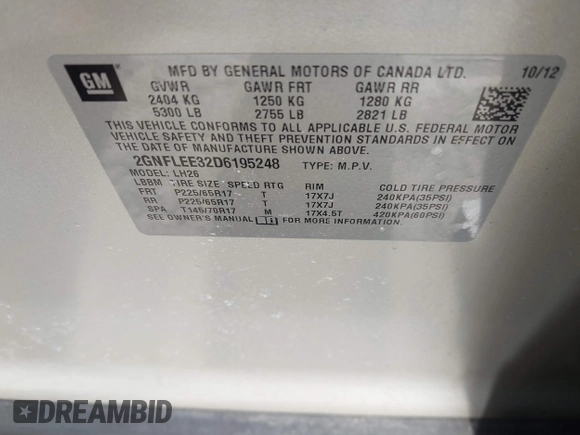 GM
MFD BY GENERAL MOTORS OF CANADA LTD. 10/12
GVWR GAWR FRT GAWR RR
2404 KG 1250 KG 1280 KG
5300 LB 2755 LB 2821 LB
THIS VEHICLE CONFORMS TO ALL APPLICABLE U.S. FEDERAL MOTOR
VEHICLE SAFETY AND THEFT PREVENTION STANDARDS IN EFFECT ON
THE DATE OF MANUFACTURE SHOWN ABOVE.
2GNFLEE32D6195248 TYPE: M.P.V.
MODEL: LH26
LBBM TIRE SIZE SPEED RTG RIM COLD TIRE PRESSURE
FRT P225/65R17 T 17X7J 240KPA(35PSI)
RR P225/65R17 T 17X7J 240KPA(35PSI)
SPA T145/70R17 M 17X4.5T 420KPA(60PSI)
SEE OWNER'S MANUAL FOR MORE INFORMATION.
DREAMBID